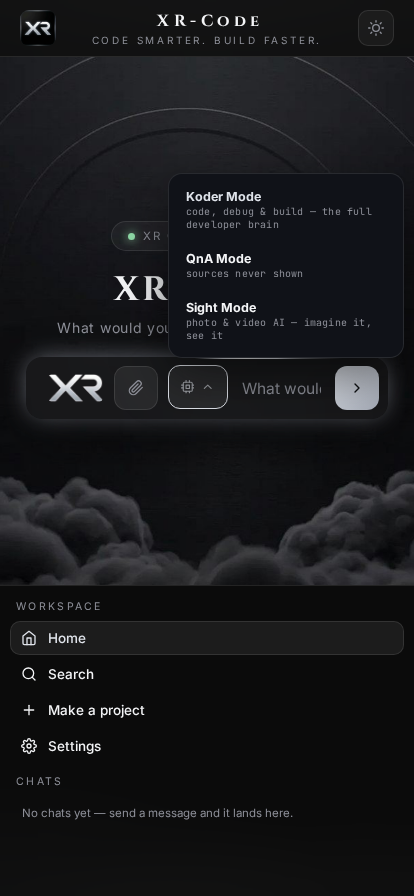 XR
XR-Code
CODE SMARTER. BUILD FASTER.
Koder Mode
code, debug & build — the full
developer brain
QnA Mode
sources never shown
Sight Mode
photo & video AI — imagine it,
see it
XR
XR
What would you
XR
What would
WORKSPACE
Home
Search
Make a project
Settings
CHATS
No chats yet — send a message and it lands here.